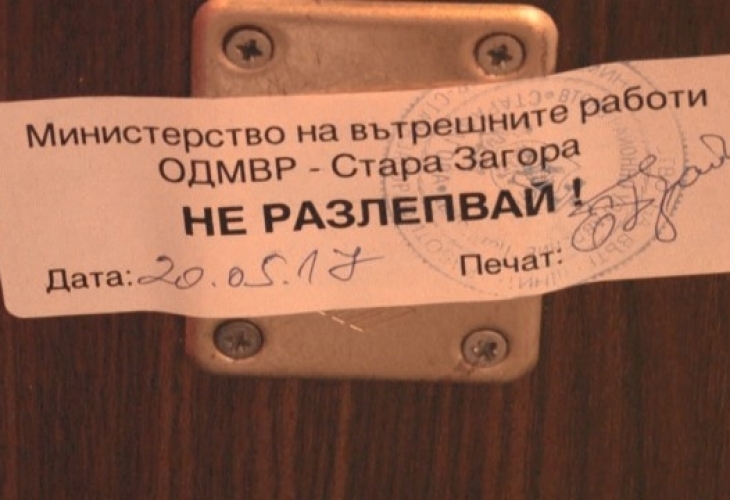 Министерство на вътрешните работи
ОДМВР - Стара Загора
НЕ РАЗЛЕПВАЙ !
Дата: 20.05.17 Печат: